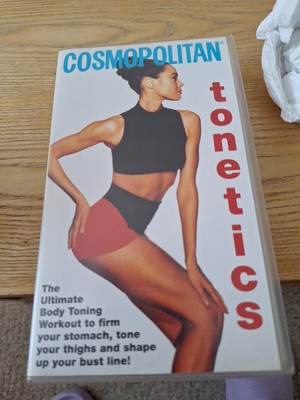 COSMOPOLITAN
tonetics
The
Ultimate
Body Toning
Workout to firm
your stomach, tone
your thighs and shape
up your bust line!